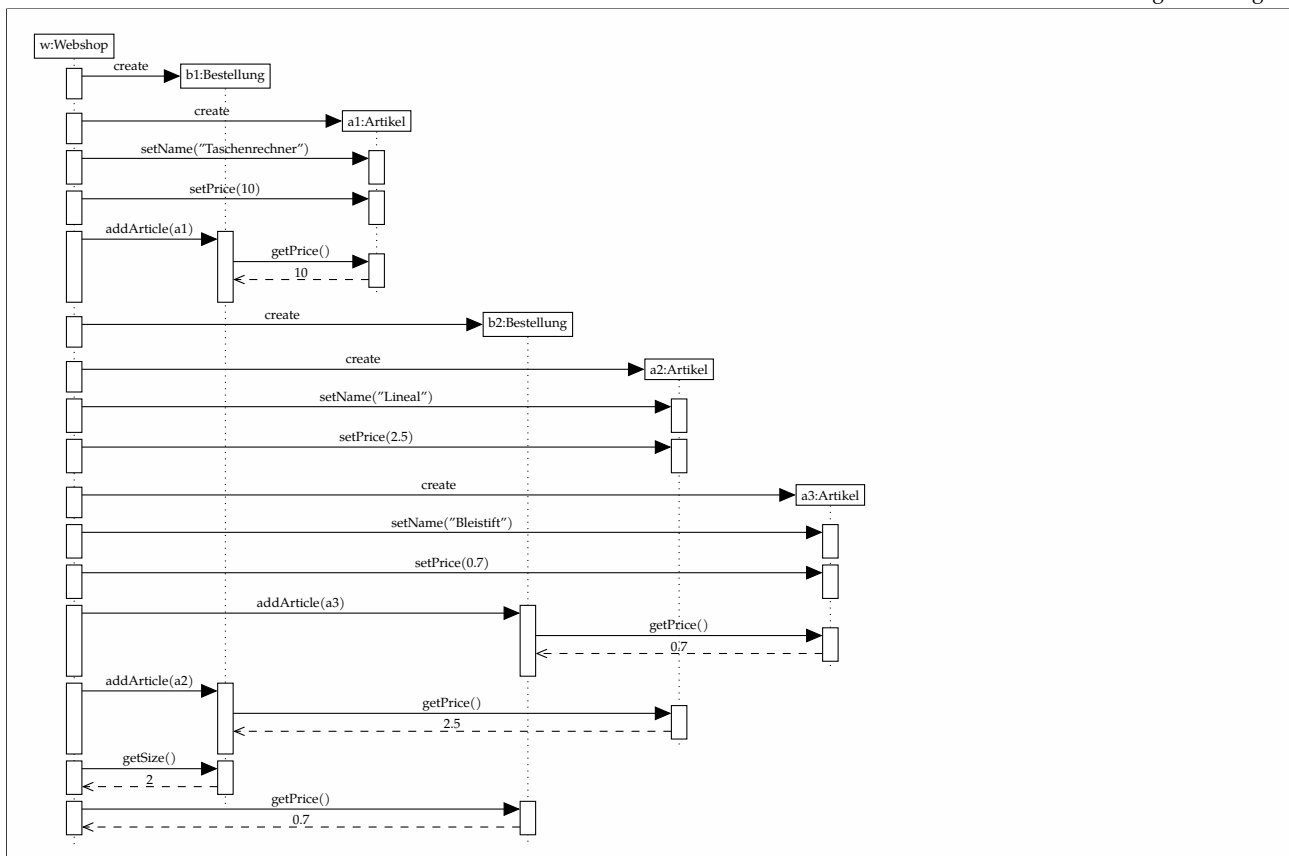 w:Webshop
create
b1:Bestellung
create
a1:Artikel
setName("Taschenrechner")
setPrice(10)
addArticle(a1)
getPrice()
10
create
b2:Bestellung
create
a2:Artikel
setName("Lineal")
setPrice(2.5)
create
a3:Artikel
setName("Bleistift")
setPrice(0.7)
addArticle(a3)
getPrice()
0.7
addArticle(a2)
getPrice()
2.5
getSize()
2
getPrice()
0.7